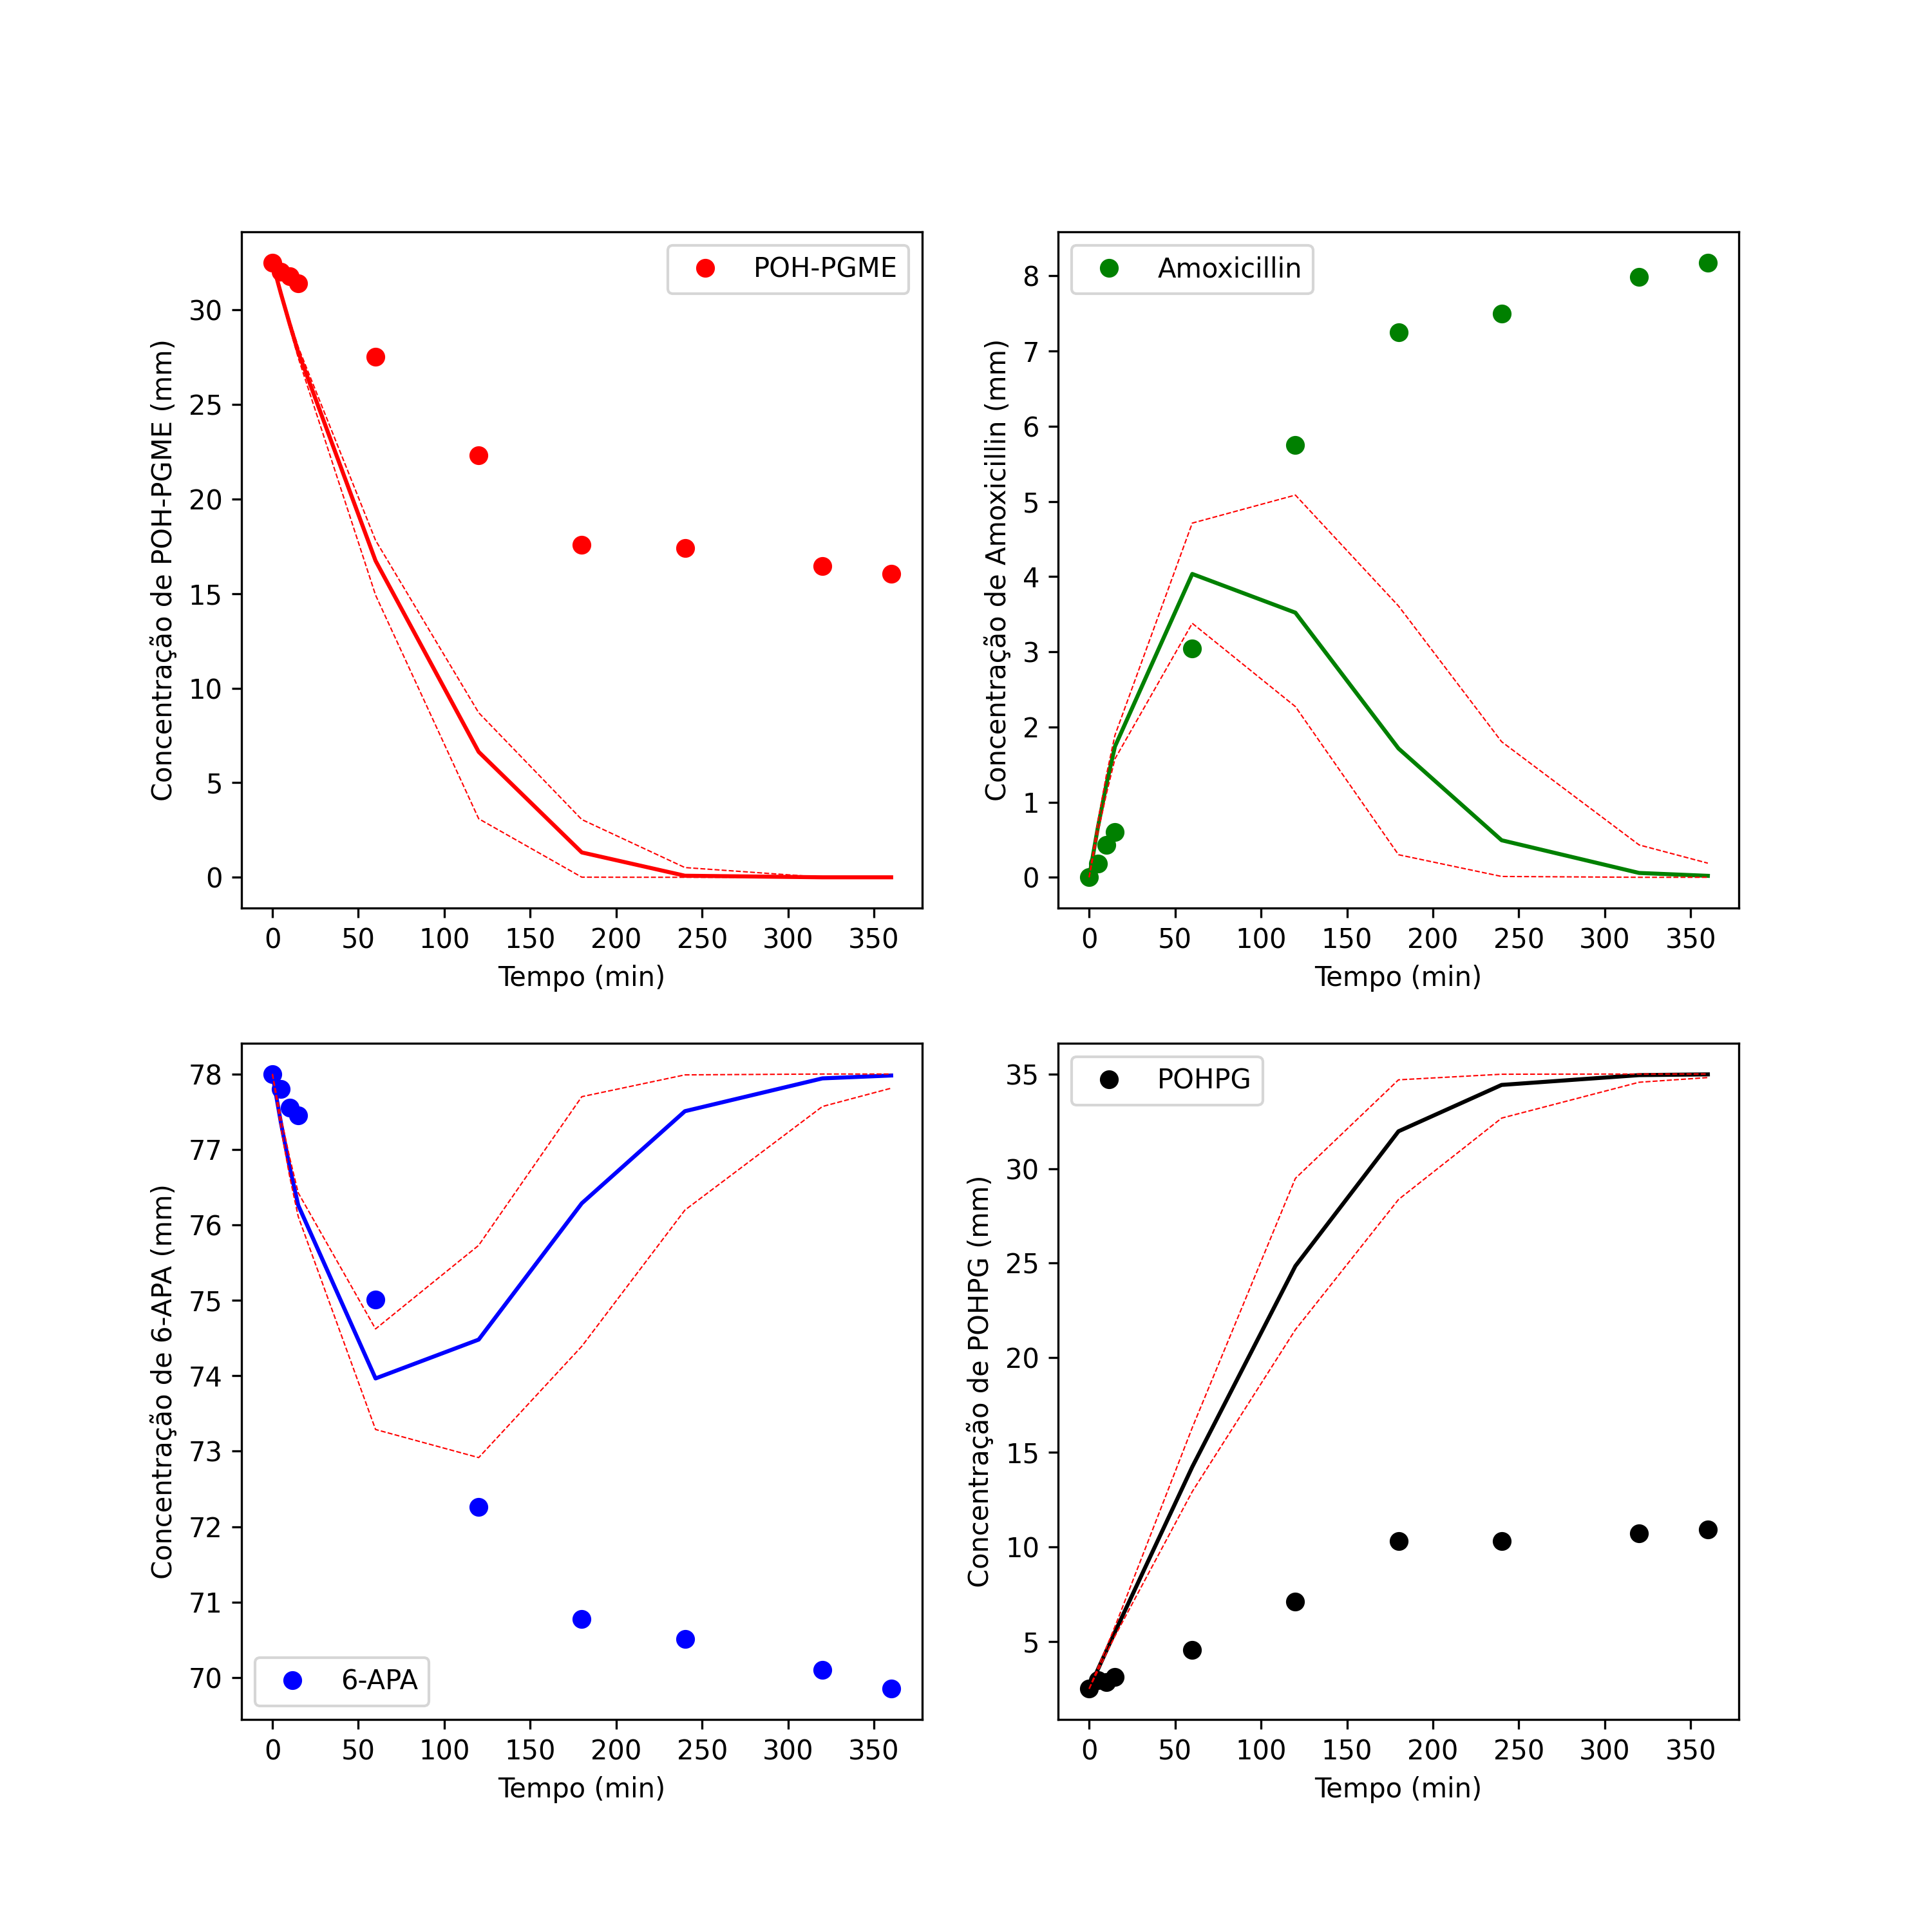 POH-PGME
Concentração de POH-PGME (mm)
30
25
20
15
10
5
0
0 50 100 150 200 250 300 350
Tempo (min)
Amoxicillin
Concentração de Amoxicillin (mm)
8
7
6
5
4
3
2
1
0
0 50 100 150 200 250 300 350
Tempo (min)
Concentração de 6-APA (mm)
78
77
76
75
74
73
72
71
70
6-APA
0 50 100 150 200 250 300 350
Tempo (min)
POHPG
Concentração de POHPG (mm)
35
30
25
20
15
10
5
0 50 100 150 200 250 300 350
Tempo (min)